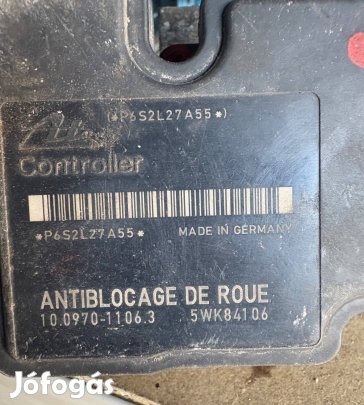 (*P6S2L27A55*)
Controller
*P6S2L27A55* MADE IN GERMANY
ANTIBLOCAGE DE ROUE
10.0970-1106.3 5WK84106
Jófogás